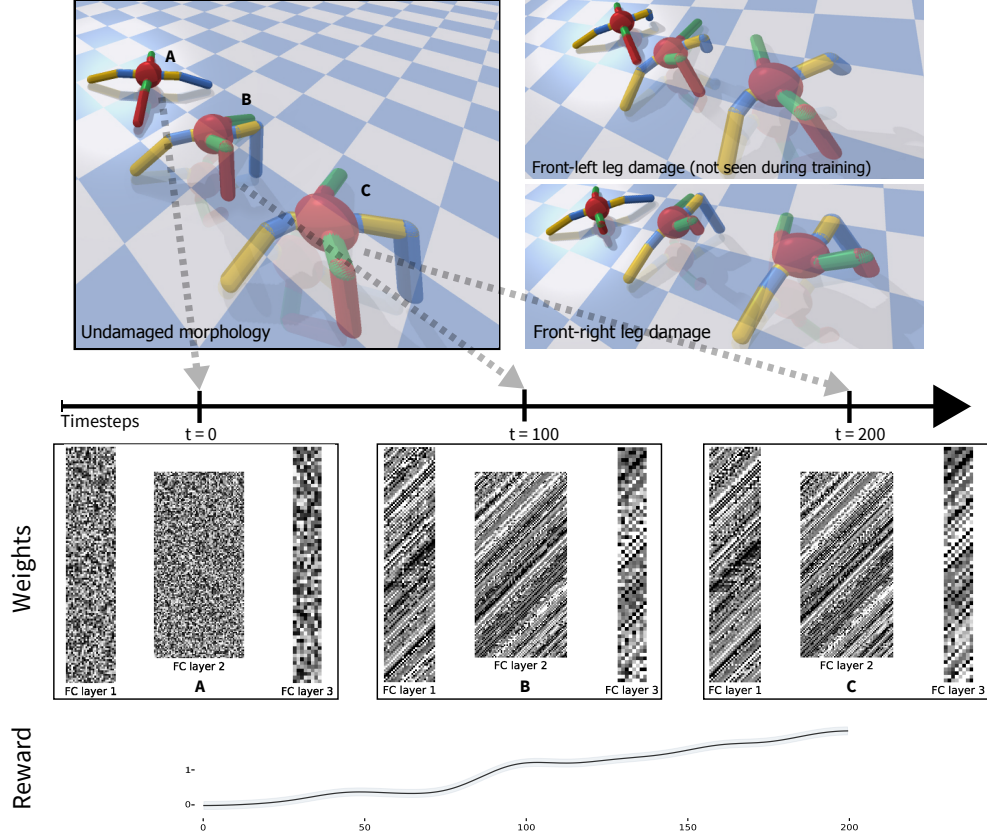 A
B
C
Undamaged morphology
Front-left leg damage (not seen during training)
Front-right leg damage
Timesteps
t = 0
t = 100
t = 200
Weights
FC layer 1
FC layer 2
FC layer 3
A
FC layer 1
FC layer 2
FC layer 3
B
FC layer 1
FC layer 2
FC layer 3
C
Reward
1
0
0
50
100
150
200